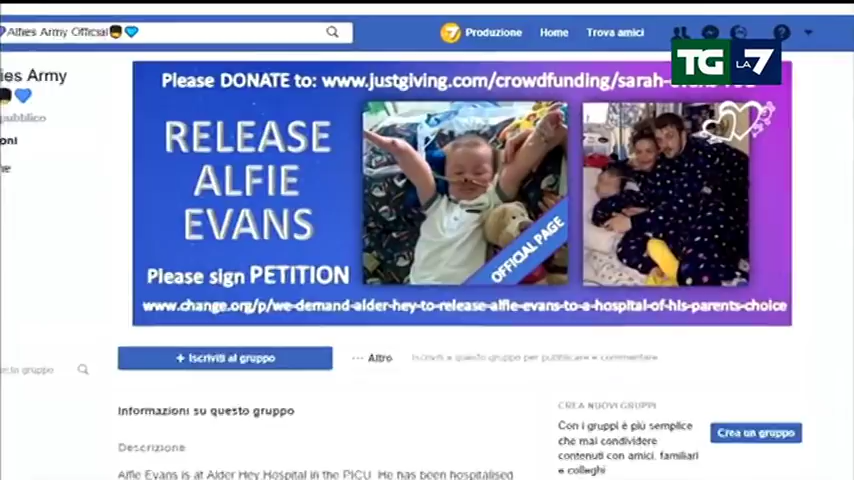 Alfies Army Official
Produzione
Home
Trova amici
TG LA7
ies Army
pubblico
oni
Please DONATE to: www.justgiving.com/crowdfunding/sarah-
RELEASE
ALFIE
EVANS
OFFICIAL PAGE
Please sign PETITION
www.change.org/p/we-demand-alder-hey-to-release-alfie-evans-to-a-hospital-of-his-parents-choice
+ Iscriviti al gruppo
··· Altro
Iscriviti a questo gruppo per pubblicare e commentare
Informazioni su questo gruppo
Descrizione
Alfie Evans is at Alder Hey Hospital in the PICU. He has been hospitalised
CREA NUOVI GRUPPI
Con i gruppi è più semplice
che mai condividere
contenuti con amici, familiari
e colleghi
Crea un gruppo